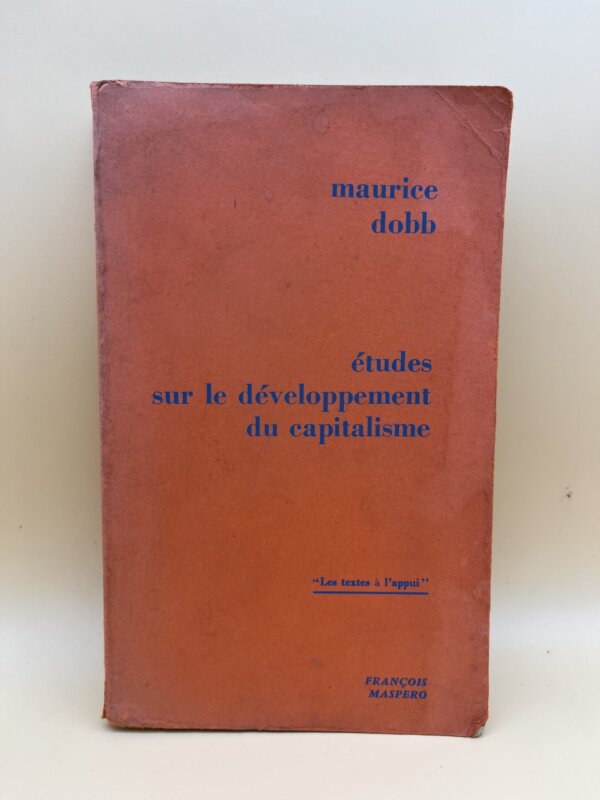 maurice
dobb
études
sur le développement
du capitalisme
"Les textes à l'appui"
FRANÇOIS
MASPERO